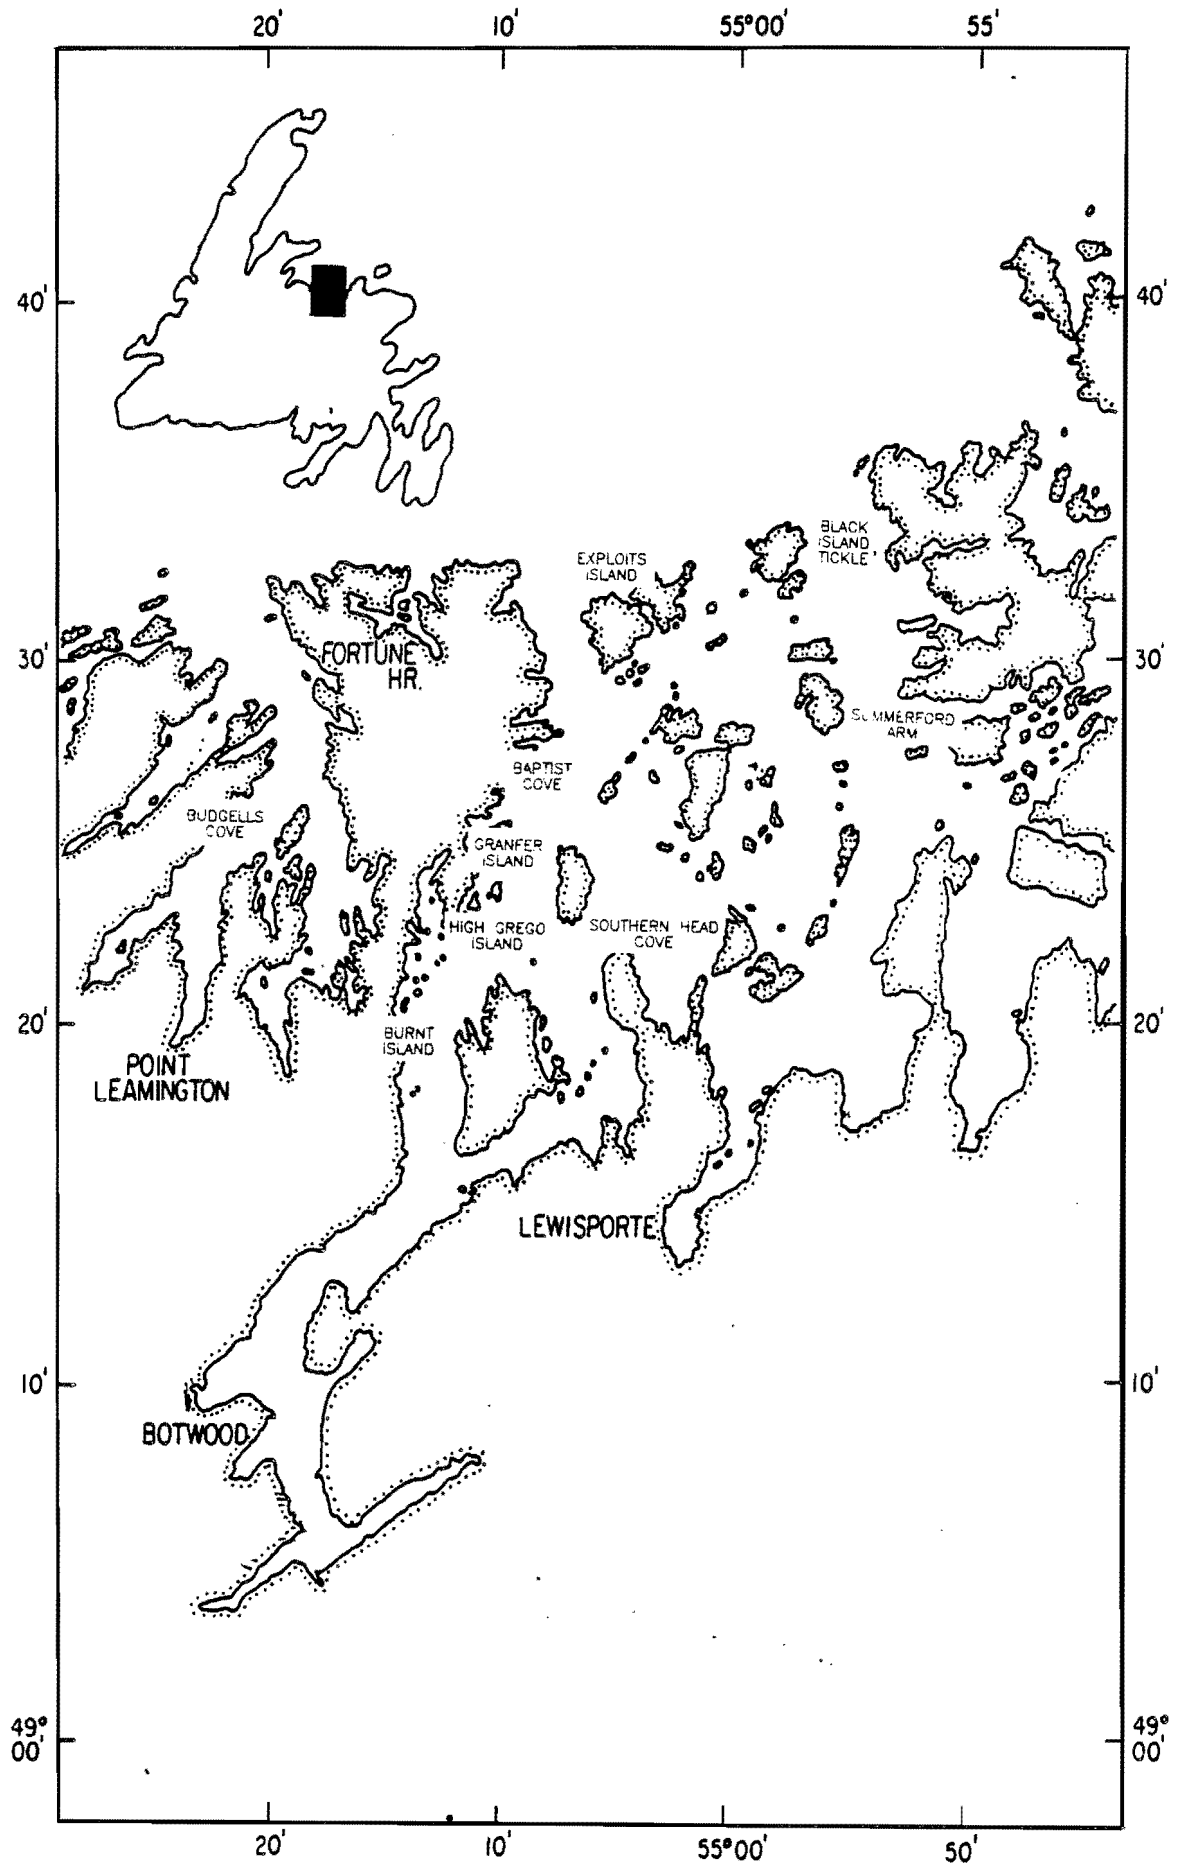 20'
10'
55°00'
55'
40'
40'
BLACK
ISLAND
TICKLE
EXPLOITS
ISLAND
30'
30'
FORTUNE
HR.
SUMMERFORD
ARM
BAPTIST
COVE
BUDGELLS
COVE
GRANFER
ISLAND
HIGH GREGO
ISLAND
SOUTHERN HEAD
COVE
20'
20'
BURNT
ISLAND
POINT
LEAMINGTON
LEWISPORTE
10'
10'
BOTWOOD
49°
00'
49°
00'
20'
10'
55°00'
50'